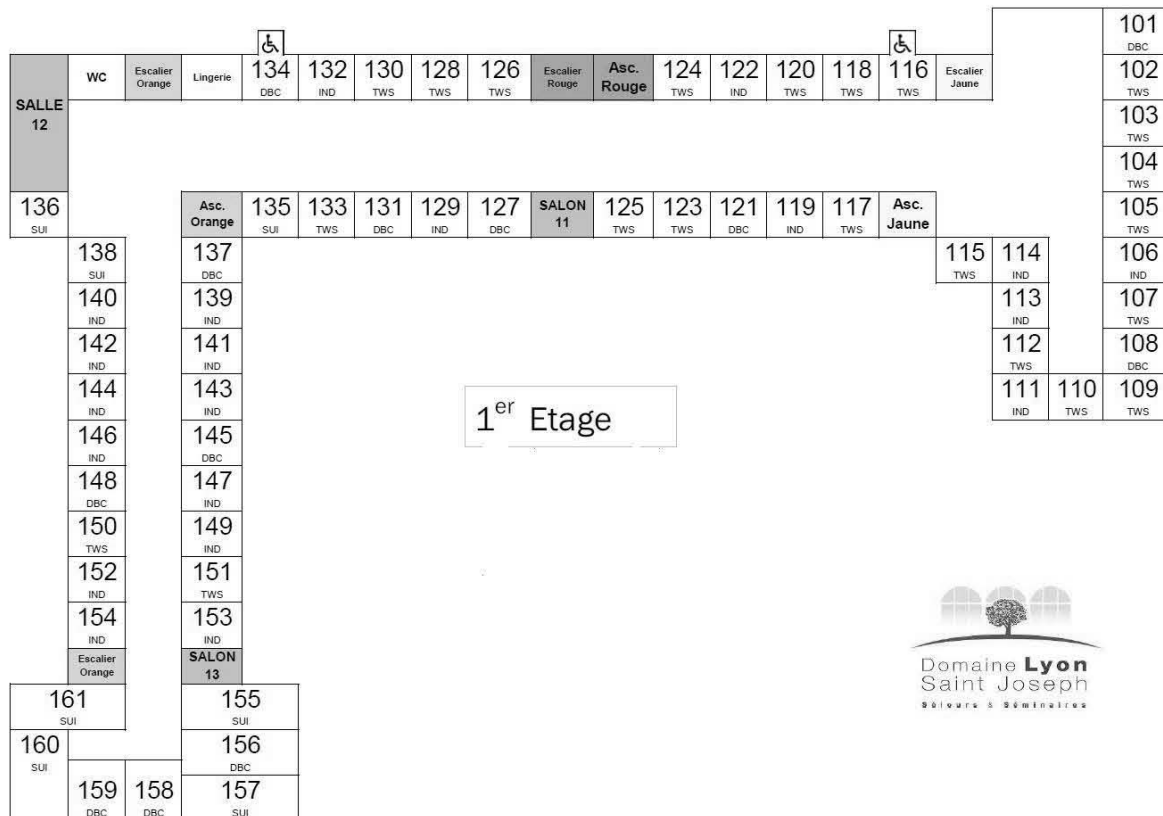 101
DBC
WC
Escalier
Orange
Lingerie
134
DBC
132
IND
130
TWS
128
TWS
126
TWS
Escalier
Rouge
Asc.
Rouge
124
TWS
122
IND
120
TWS
118
TWS
116
TWS
Escalier
Jaune
102
TWS
SALLE
12
103
TWS
104
TWS
136
SUI
Asc.
Orange
135
SUI
133
TWS
131
DBC
129
IND
127
DBC
SALON
11
125
TWS
123
TWS
121
DBC
119
IND
117
TWS
Asc.
Jaune
105
TWS
138
SUI
137
DBC
115
TWS
114
IND
106
IND
140
IND
139
IND
113
IND
107
TWS
142
IND
141
IND
112
TWS
108
DBC
144
IND
143
IND
1er Etage
111
IND
110
TWS
109
TWS
146
IND
145
DBC
148
DBC
147
IND
150
TWS
149
IND
152
IND
151
TWS
154
IND
153
IND
Escalier
Orange
SALON
13
161
SUI
155
SUI
160
SUI
156
DBC
159
DBC
158
DBC
157
SUI
Domaine Lyon
Saint Joseph
Séjours & Séminaires